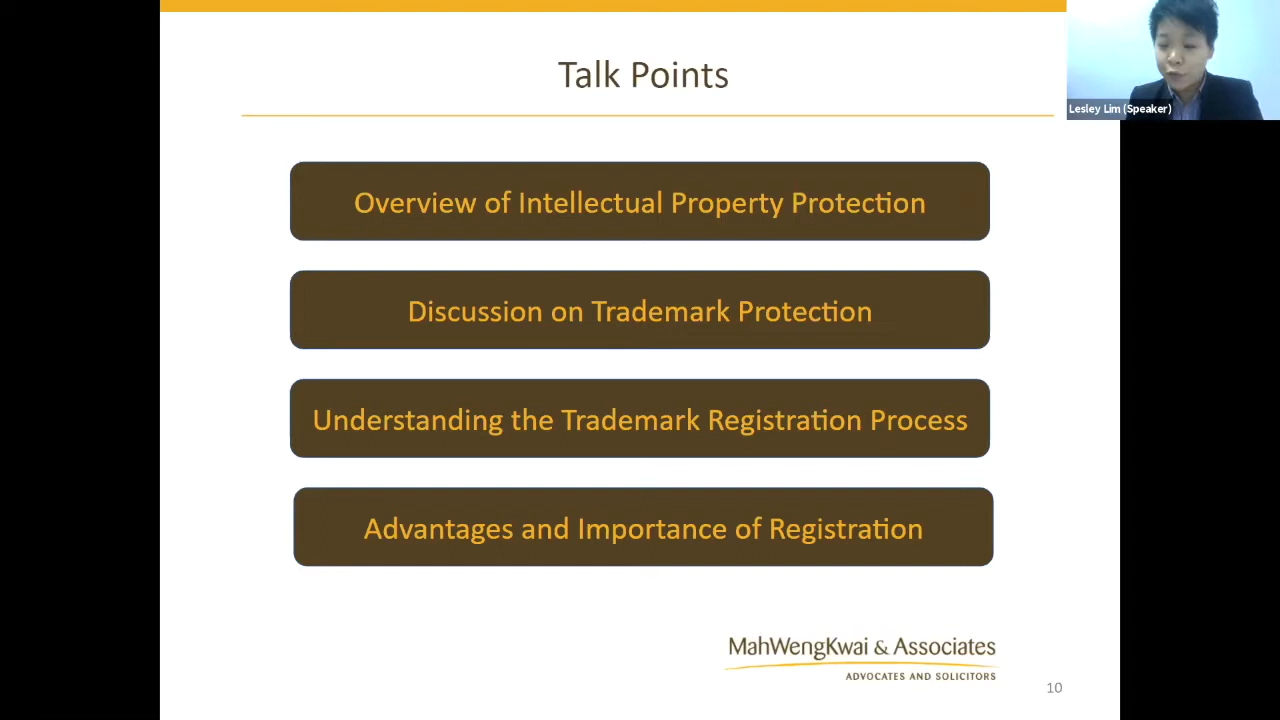 Talk Points
Lesley Lim (Speaker)
Overview of Intellectual Property Protection
Discussion on Trademark Protection
Understanding the Trademark Registration Process
Advantages and Importance of Registration
MahWengKwai & Associates
ADVOCATES AND SOLICITORS
10